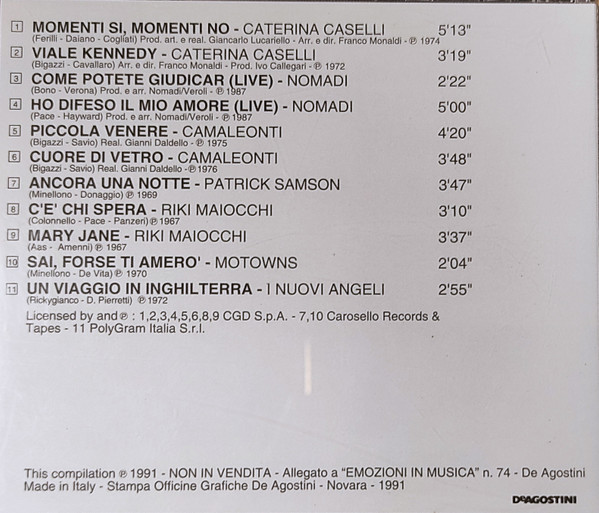 1 MOMENTI SI, MOMENTI NO - CATERINA CASELLI 5'13"
(Ferilli - Daiano - Cogliati) Prod. art. e real. Giancarlo Lucariello - Arr. e dir. Franco Monaldi - ℗ 1974
2 VIALE KENNEDY - CATERINA CASELLI 3'19"
(Bigazzi - Cavallaro) Arr. e dir. Franco Monaldi - Prod. Ivo Callegari - ℗ 1972
3 COME POTETE GIUDICAR (LIVE) - NOMADI 2'22"
(Bono - Verona) Prod. e arr. Nomadi/Veroli - ℗ 1987
4 HO DIFESO IL MIO AMORE (LIVE) - NOMADI 5'00"
(Pace - Hayward) Prod. e arr. Nomadi/Veroli - ℗ 1987
5 PICCOLA VENERE - CAMALEONTI 4'20"
(Bigazzi - Savio) Real. Gianni Daldello - ℗ 1975
6 CUORE DI VETRO - CAMALEONTI 3'48"
(Bigazzi - Savio) Real. Gianni Daldello - ℗ 1976
7 ANCORA UNA NOTTE - PATRICK SAMSON 3'47"
(Minellono - Donaggio) ℗ 1969
8 C'E' CHI SPERA - RIKI MAIOCCHI 3'10"
(Colonnello - Pace - Panzeri) ℗ 1967
9 MARY JANE - RIKI MAIOCCHI 3'37"
(Aas - Amenni) ℗ 1967
10 SAI, FORSE TI AMERO' - MOTOWNS 2'04"
(Minellono - De Vita) ℗ 1970
11 UN VIAGGIO IN INGHILTERRA - I NUOVI ANGELI 2'55"
(Rickygianco - D. Pierretti) ℗ 1972
Licensed by and ℗ : 1,2,3,4,5,6,8,9 CGD S.p.A. - 7,10 Carosello Records &
Tapes - 11 PolyGram Italia S.r.l.
This compilation ℗ 1991 - NON IN VENDITA - Allegato a "EMOZIONI IN MUSICA" n. 74 - De Agostini
Made in Italy - Stampa Officine Grafiche De Agostini - Novara - 1991
DEAGOSTINI